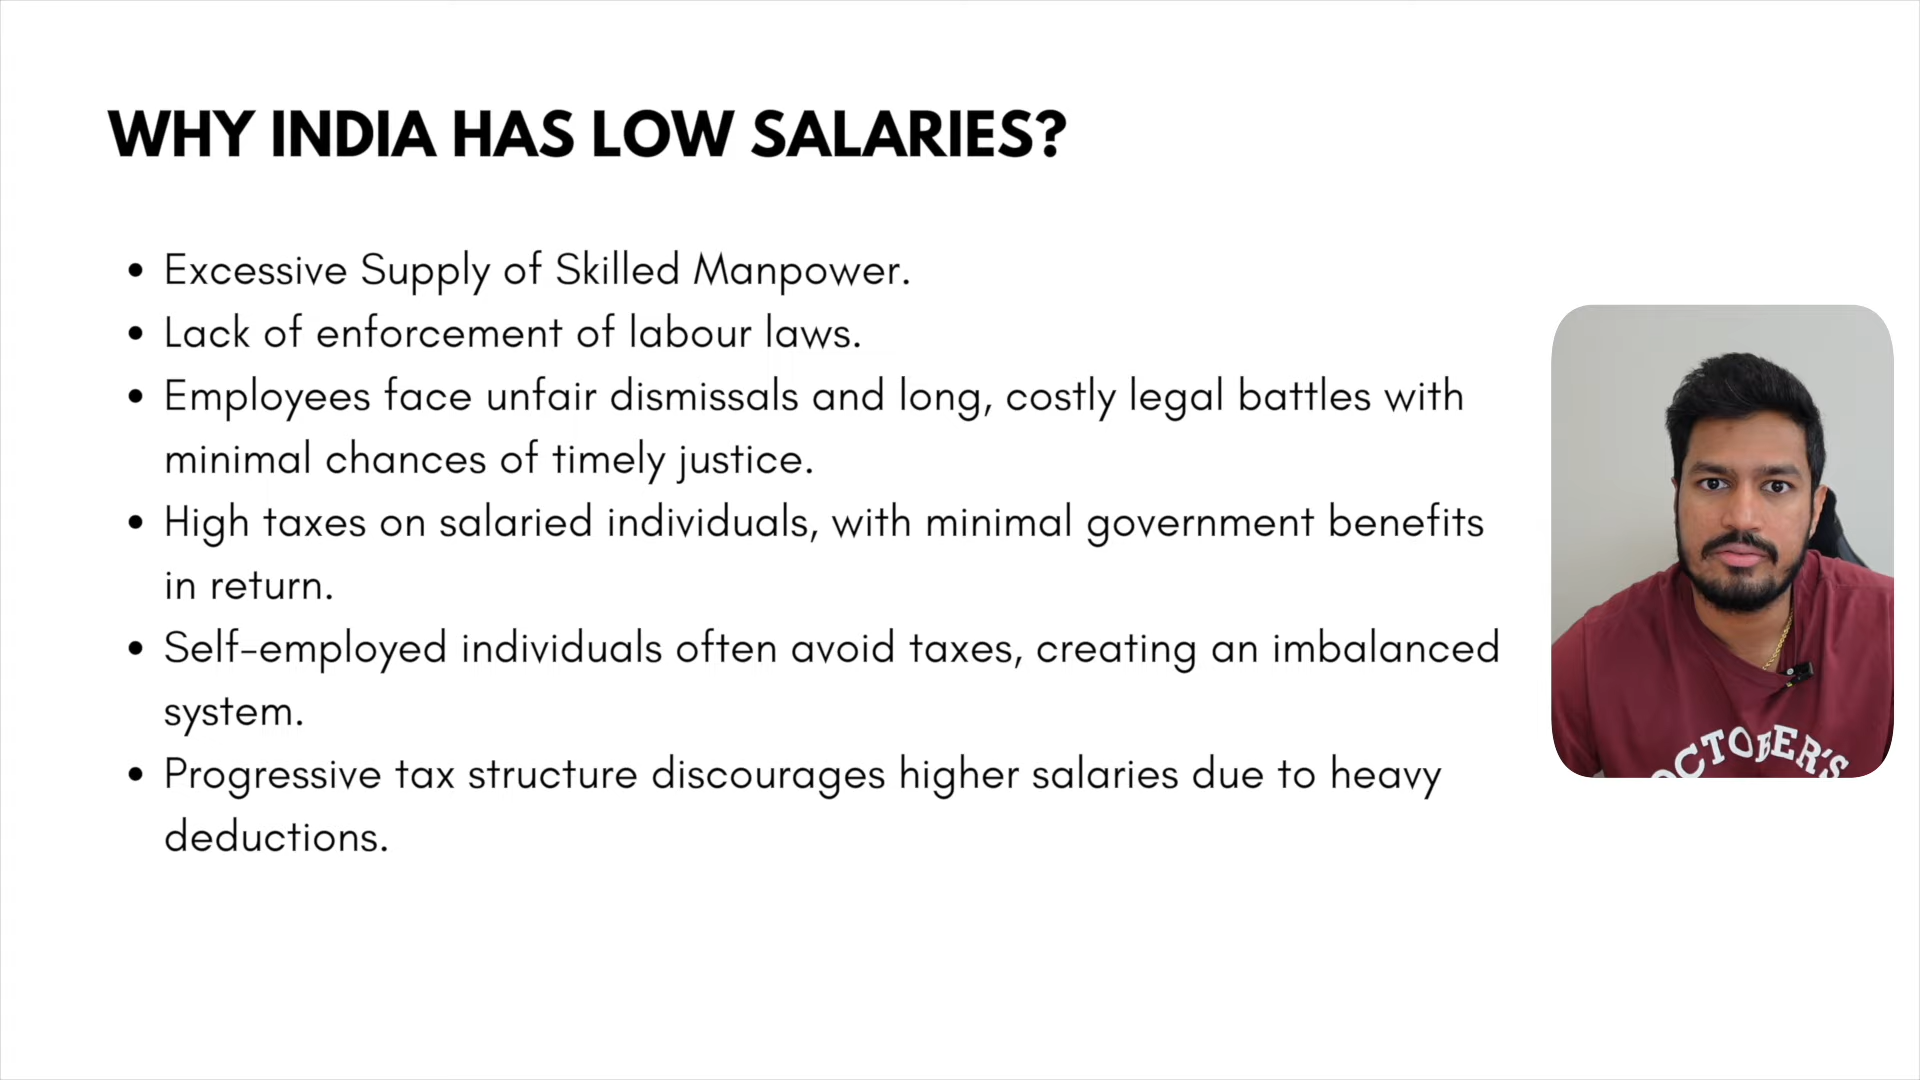 WHY INDIA HAS LOW SALARIES?
• Excessive Supply of Skilled Manpower.
• Lack of enforcement of labour laws.
• Employees face unfair dismissals and long, costly legal battles with
minimal chances of timely justice.
• High taxes on salaried individuals, with minimal government benefits
in return.
• Self-employed individuals often avoid taxes, creating an imbalanced
system.
• Progressive tax structure discourages higher salaries due to heavy
deductions.
OCTOBER'S